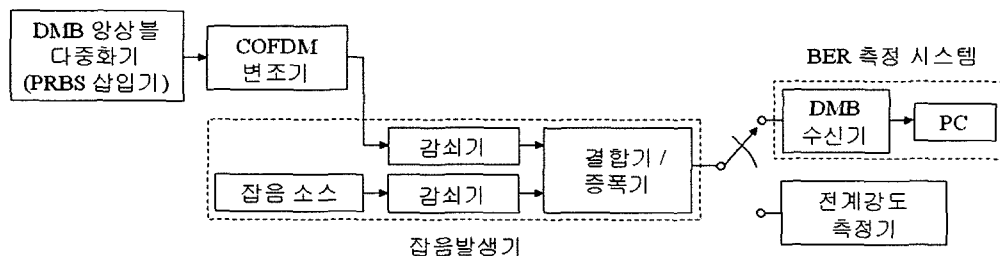 DMB 앙상블
다중화기
(PRBS 삽입기)
COFDM
변조기
BER 측정 시스템
DMB
수신기
PC
감쇠기
결합기 /
증폭기
잡음 소스
감쇠기
전계강도
측정기
잡음발생기